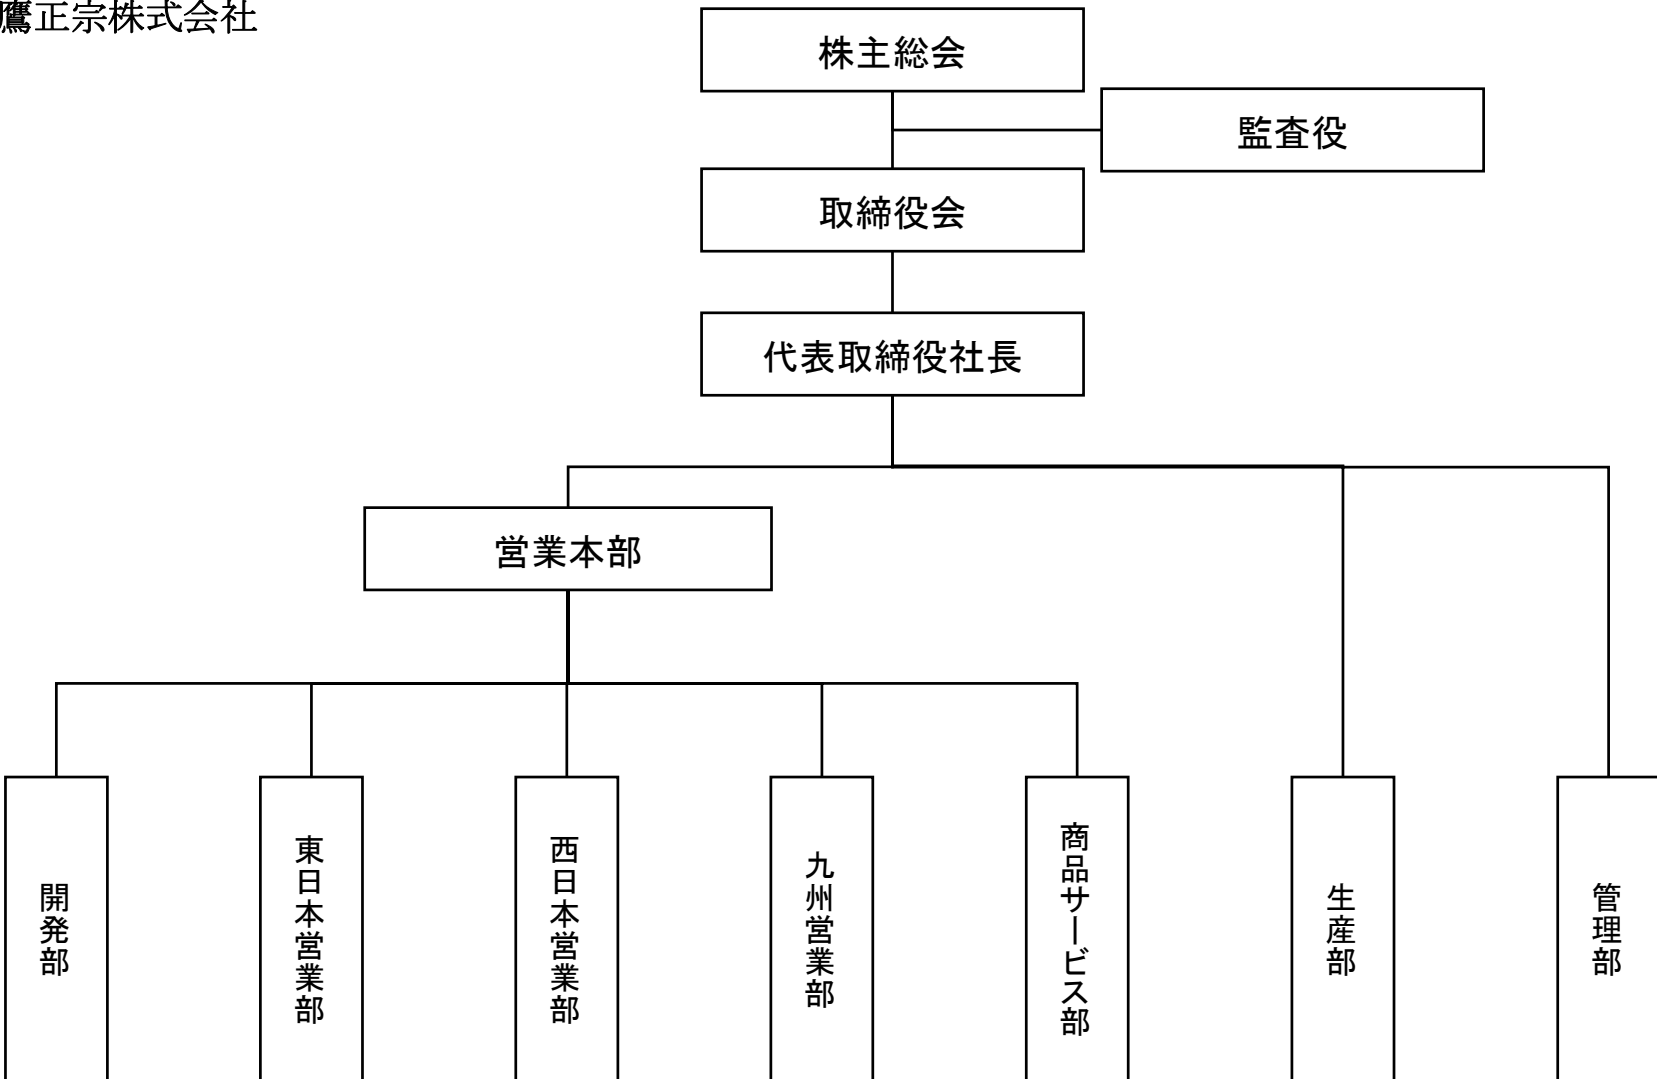 鷹正宗株式会社
株主総会
監査役
取締役会
代表取締役社長
営業本部
開発部
東日本営業部
西日本営業部
九州営業部
商品サービス部
生産部
管理部